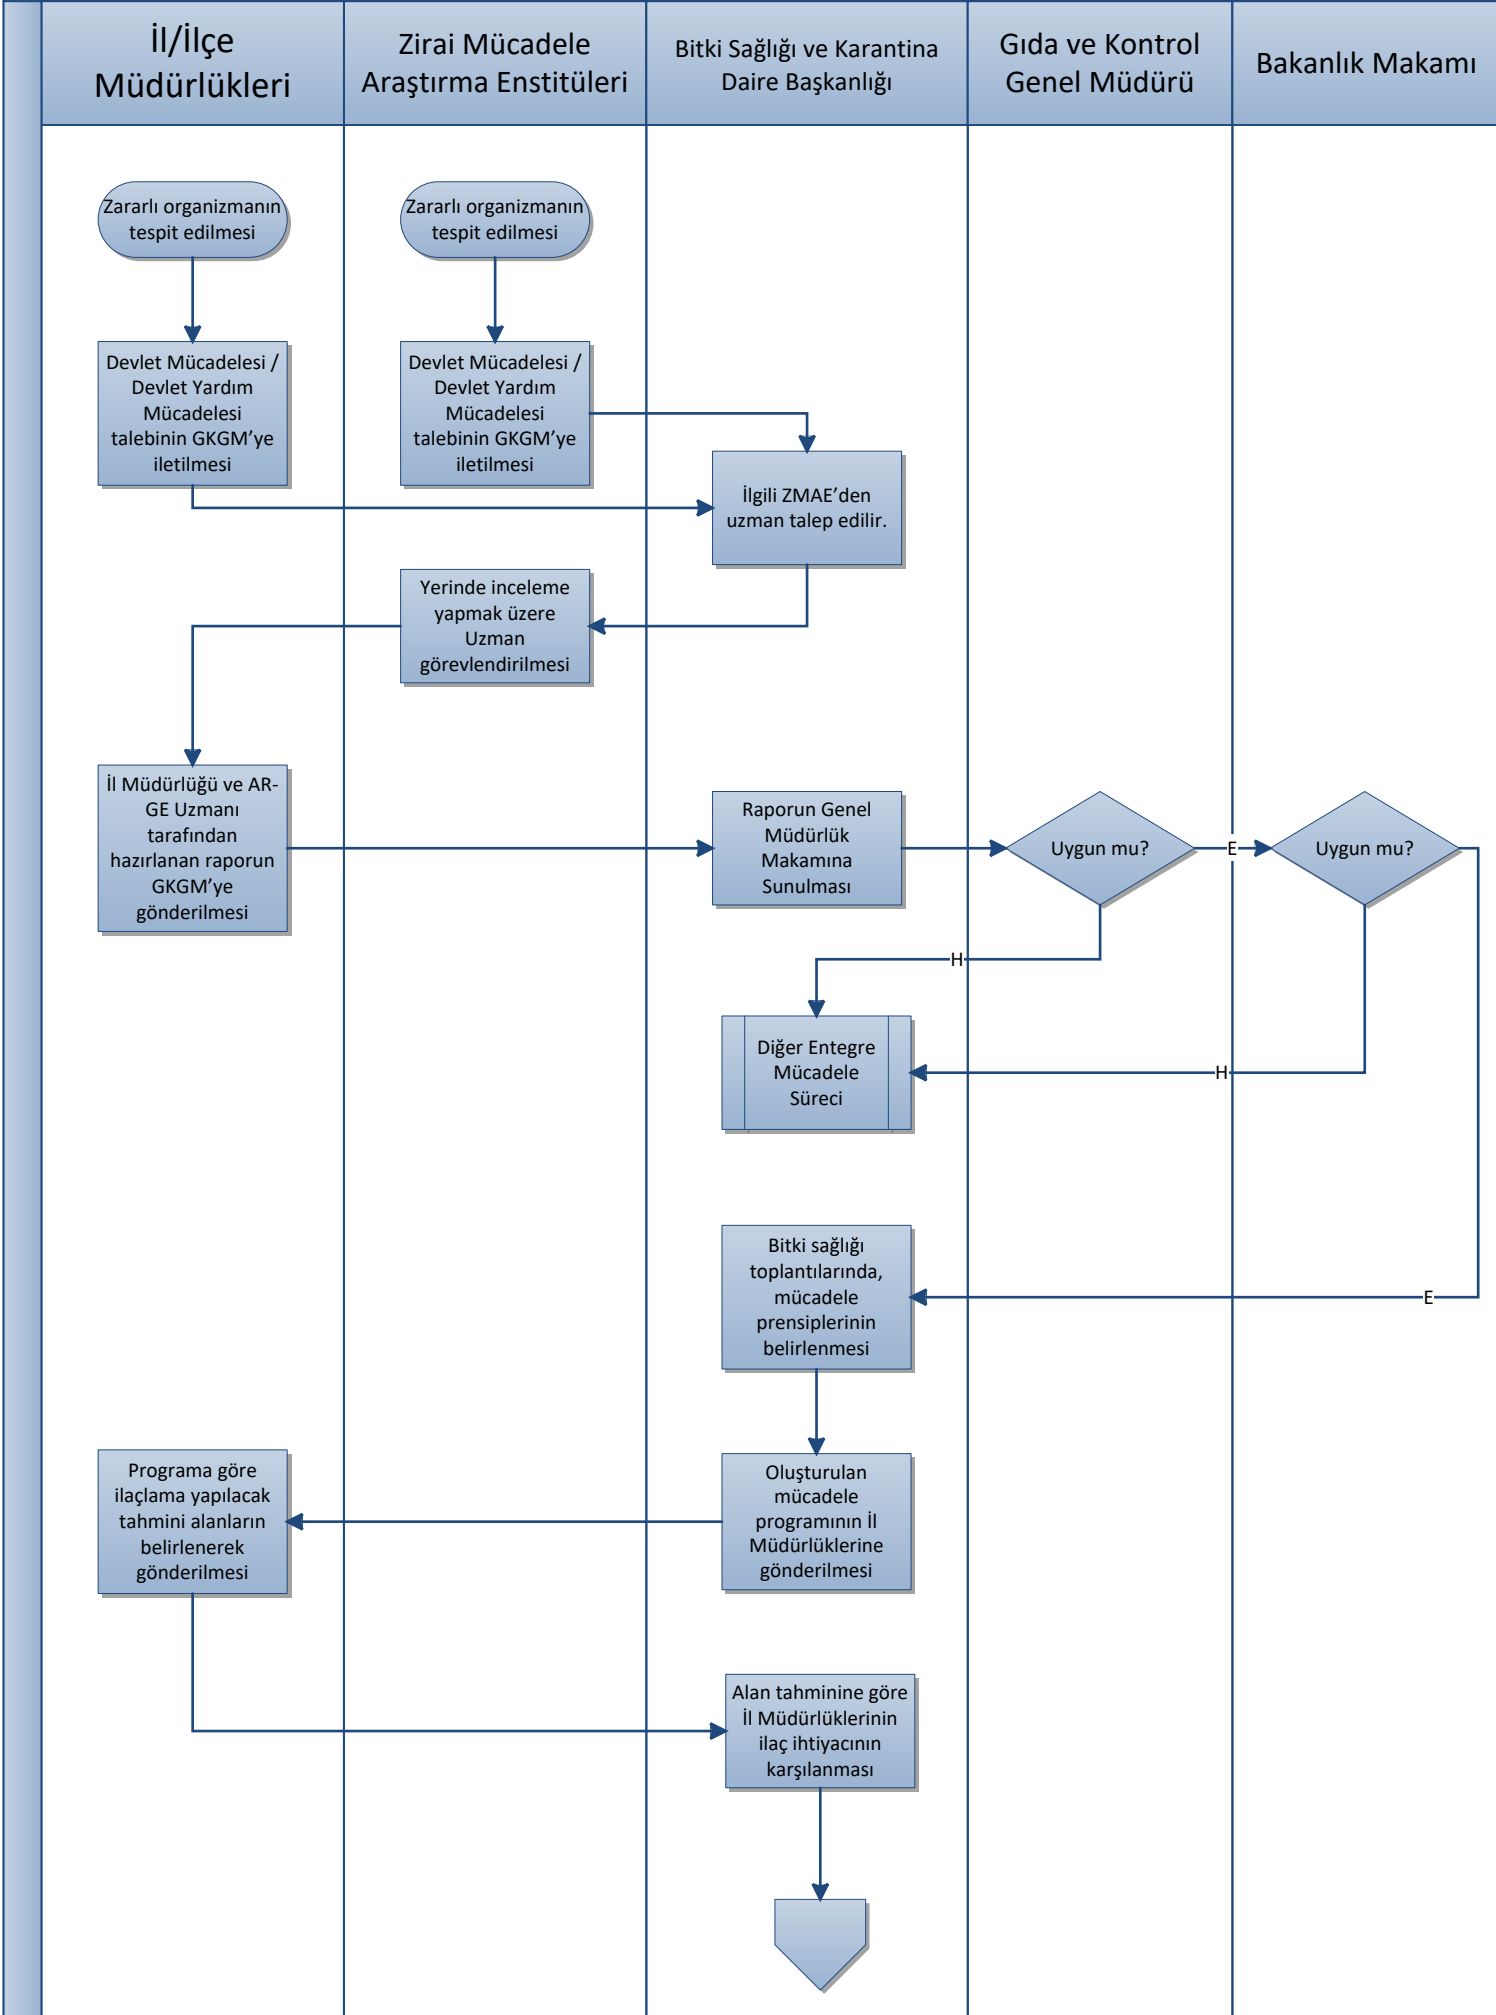 İl/İlçe
Müdürlükleri
Zirai Mücadele
Araştırma Enstitüleri
Bitki Sağlığı ve Karantina
Daire Başkanlığı
Gıda ve Kontrol
Genel Müdürü
Bakanlık Makamı
Zararlı organizmanın
tespit edilmesi
Zararlı organizmanın
tespit edilmesi
Devlet Mücadelesi /
Devlet Yardım
Mücadelesi
talebinin GKGM’ye
iletilmesi
Devlet Mücadelesi /
Devlet Yardım
Mücadelesi
talebinin GKGM’ye
iletilmesi
İlgili ZMAE’den
uzman talep edilir.
Yerinde inceleme
yapmak üzere
Uzman
görevlendirilmesi
İl Müdürlüğü ve AR-
GE Uzmanı
tarafından
hazırlanan raporun
GKGM’ye
gönderilmesi
Raporun Genel
Müdürlük
Makamına
Sunulması
Uygun mu?
E
Uygun mu?
H
Diğer Entegre
Mücadele
Süreci
H
Bitki sağlığı
toplantılarında,
mücadele
prensiplerinin
belirlenmesi
E
Programa göre
ilaçlama yapılacak
tahmini alanların
belirlenerek
gönderilmesi
Oluşturulan
mücadele
programının İl
Müdürlüklerine
gönderilmesi
Alan tahminine göre
İl Müdürlüklerinin
ilaç ihtiyacının
karşılanması